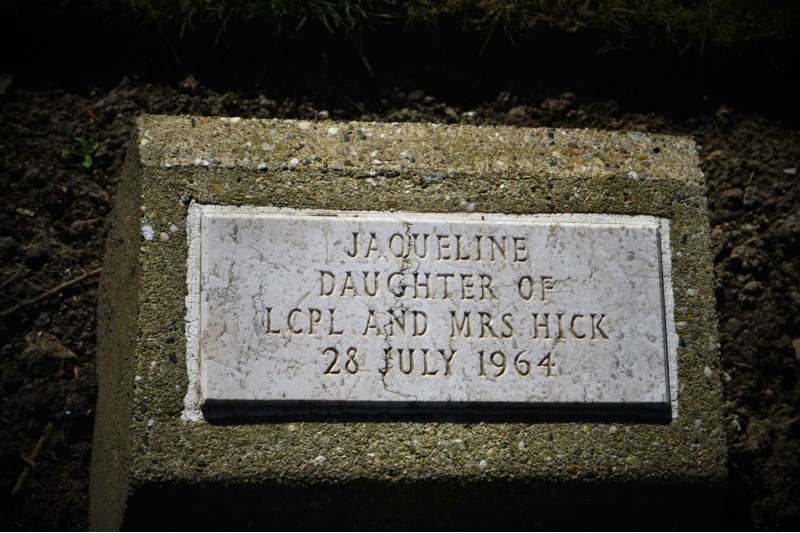 JAQUELINE
DAUGHTER OF
LCPL AND MRS HICK
28 JULY 1964